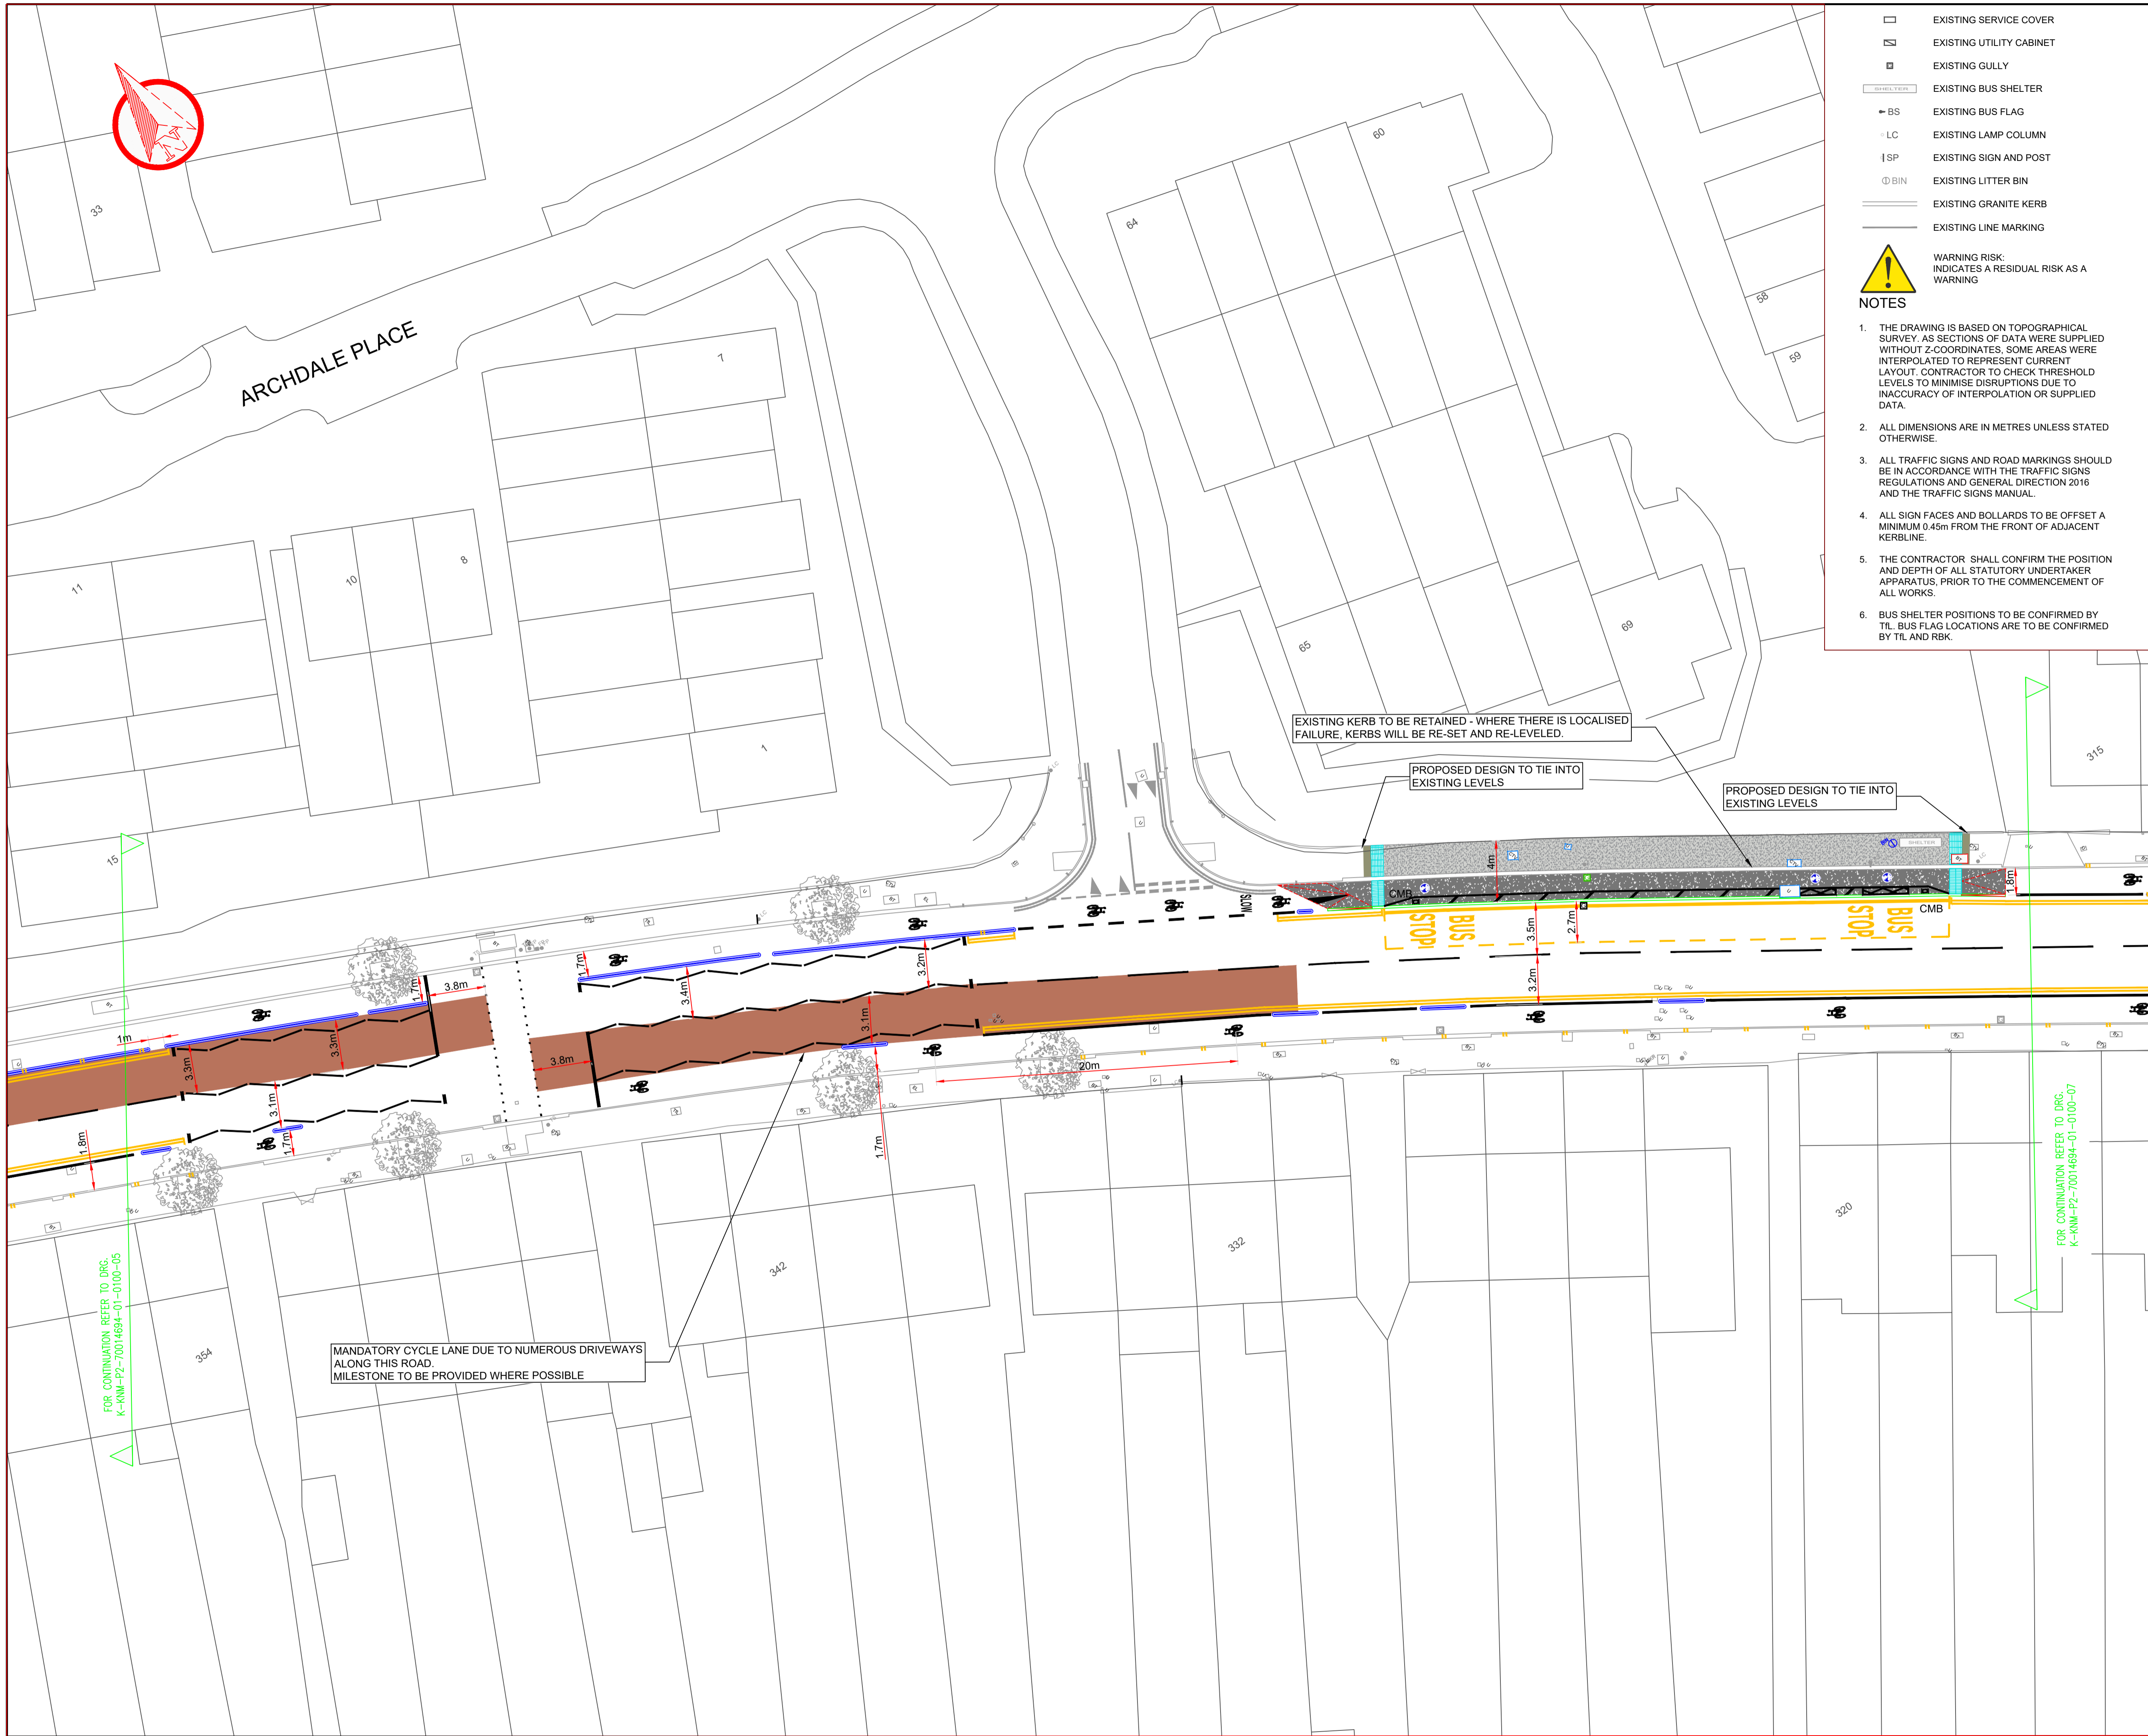 EXISTING SERVICE COVER
EXISTING UTILITY CABINET
EXISTING GULLY
SHELTER EXISTING BUS SHELTER
BS EXISTING BUS FLAG
LC EXISTING LAMP COLUMN
SP EXISTING SIGN AND POST
BIN EXISTING LITTER BIN
EXISTING GRANITE KERB
EXISTING LINE MARKING
WARNING RISK:
INDICATES A RESIDUAL RISK AS A
WARNING
NOTES
1. THE DRAWING IS BASED ON TOPOGRAPHICAL
SURVEY. AS SECTIONS OF DATA WERE SUPPLIED
WITHOUT Z-COORDINATES, SOME AREAS WERE
INTERPOLATED TO REPRESENT CURRENT
LAYOUT. CONTRACTOR TO CHECK THRESHOLD
LEVELS TO MINIMISE DISRUPTIONS DUE TO
INACCURACY OF INTERPOLATION OR SUPPLIED
DATA.
2. ALL DIMENSIONS ARE IN METRES UNLESS STATED
OTHERWISE.
3. ALL TRAFFIC SIGNS AND ROAD MARKINGS SHOULD
BE IN ACCORDANCE WITH THE TRAFFIC SIGNS
REGULATIONS AND GENERAL DIRECTION 2016
AND THE TRAFFIC SIGNS MANUAL.
4. ALL SIGN FACES AND BOLLARDS TO BE OFFSET A
MINIMUM 0.45m FROM THE FRONT OF ADJACENT
KERBLINE.
5. THE CONTRACTOR SHALL CONFIRM THE POSITION
AND DEPTH OF ALL STATUTORY UNDERTAKER
APPARATUS, PRIOR TO THE COMMENCEMENT OF
ALL WORKS.
6. BUS SHELTER POSITIONS TO BE CONFIRMED BY
TfL. BUS FLAG LOCATIONS ARE TO BE CONFIRMED
BY TfL AND RBK.
N
33
60
64
58
59
ARCHDALE PLACE
7
8
10
11
1
15
65
69
315
EXISTING KERB TO BE RETAINED - WHERE THERE IS LOCALISED
FAILURE, KERBS WILL BE RE-SET AND RE-LEVELED.
PROPOSED DESIGN TO TIE INTO
EXISTING LEVELS
PROPOSED DESIGN TO TIE INTO
EXISTING LEVELS
LC
SHELTER
LC
4m
CMB
CMB
SLOW
BUS
STOP
BUS
STOP
1.8m
3.5m
2.7m
3.2m
1.7m
3.2m
3.4m
3.1m
3.8m
1.7m
1m
3.3m
3.3m
3.8m
3.1m
1.7m
1.8m
20m
1.7m
342
332
320
354
MANDATORY CYCLE LANE DUE TO NUMEROUS DRIVEWAYS
ALONG THIS ROAD.
MILESTONE TO BE PROVIDED WHERE POSSIBLE
FOR CONTINUATION REFER TO DRG.
K-KNM-P2-70014694-01-0100-05
FOR CONTINUATION REFER TO DRG.
K-KNM-P2-70014694-01-0100-07